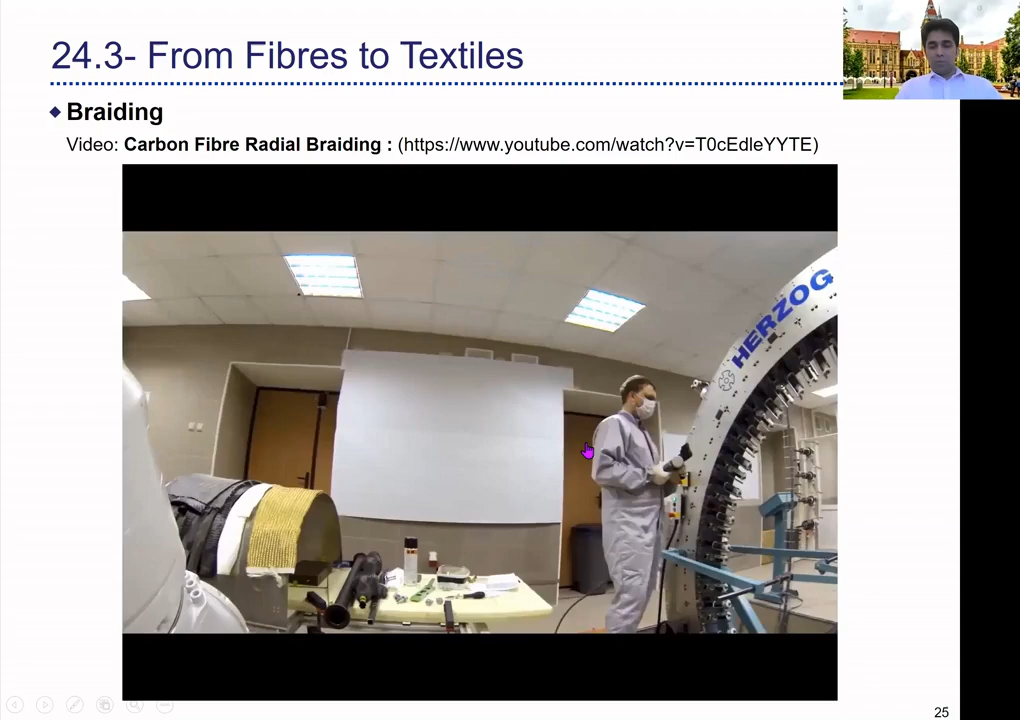 24.3- From Fibres to Textiles
Braiding
Video: Carbon Fibre Radial Braiding : (https://www.youtube.com/watch?v=T0cEdleYYTE)
HERZOG
25